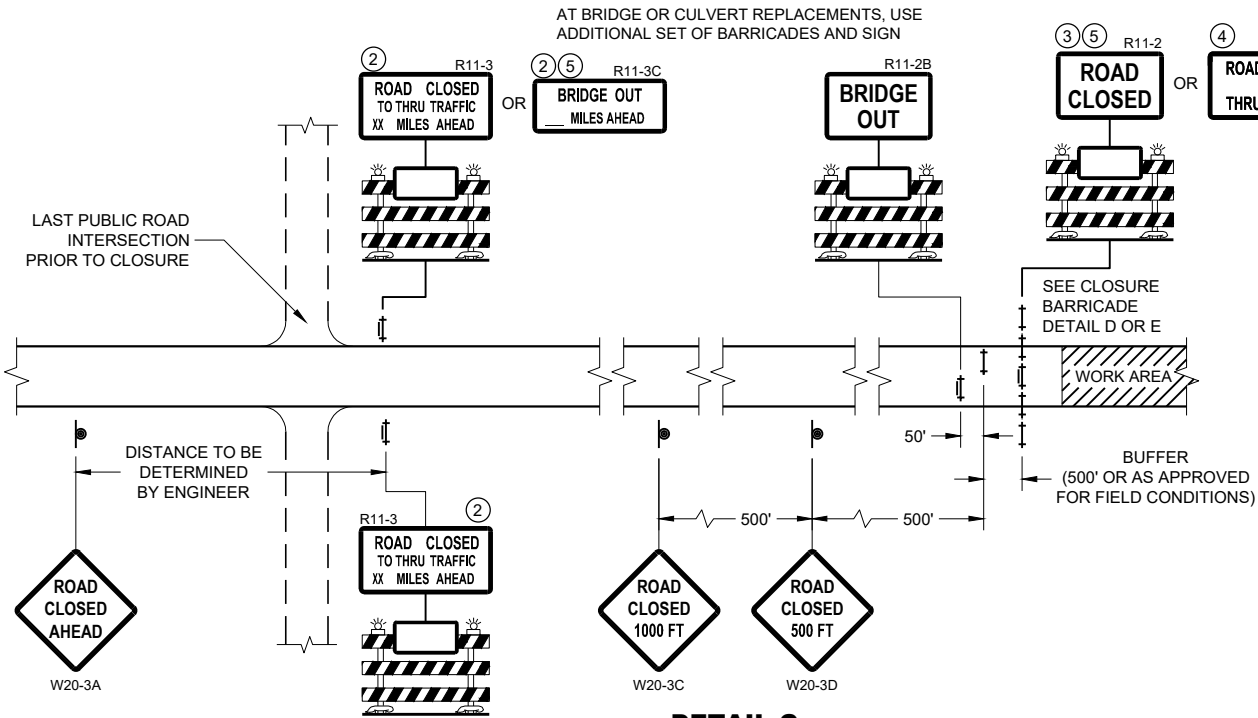 AT BRIDGE OR CULVERT REPLACEMENTS, USE
ADDITIONAL SET OF BARRICADES AND SIGN
2
R11-3
ROAD CLOSED
TO THRU TRAFFIC
XX MILES AHEAD
OR
2 5
R11-3C
BRIDGE OUT
___ MILES AHEAD
R11-2B
BRIDGE
OUT
3 5
R11-2
ROAD
CLOSED
OR
4
LAST PUBLIC ROAD
INTERSECTION
PRIOR TO CLOSURE
SEE CLOSURE
BARRICADE
DETAIL D OR E
WORK AREA
DISTANCE TO BE
DETERMINED
BY ENGINEER
50'
BUFFER
(500' OR AS APPROVED
FOR FIELD CONDITIONS)
500'
500'
R11-3
2
ROAD CLOSED
TO THRU TRAFFIC
XX MILES AHEAD
ROAD
CLOSED
AHEAD
W20-3A
ROAD
CLOSED
1000 FT
W20-3C
ROAD
CLOSED
500 FT
W20-3D